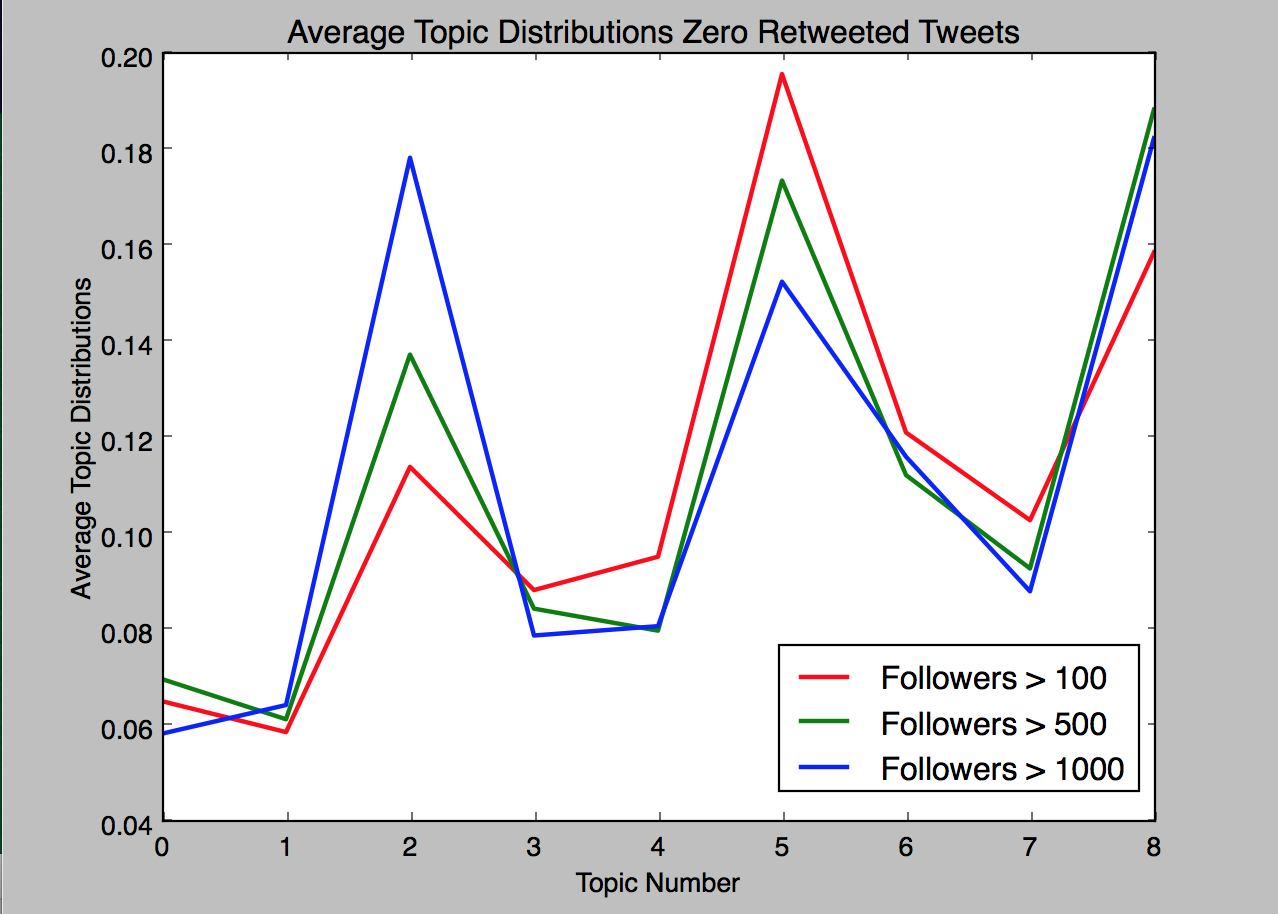 Average Topic Distributions Zero Retweeted Tweets
0.20
0.18
0.16
0.14
0.12
0.10
0.08
0.06
0.04
Average Topic Distributions
Followers > 100
Followers > 500
Followers > 1000
0 1 2 3 4 5 6 7 8
Topic Number